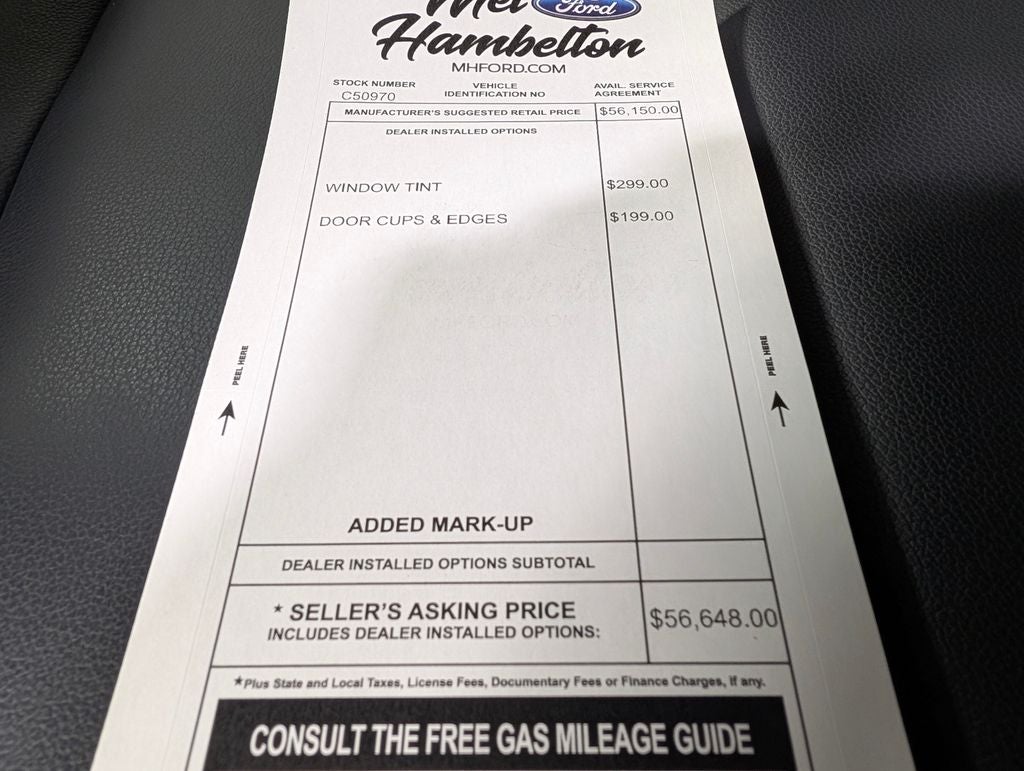 Mel Ford
Hambelton
MHFORD.COM
STOCK NUMBER VEHICLE AVAIL. SERVICE
C50970 IDENTIFICATION NO AGREEMENT
MANUFACTURER'S SUGGESTED RETAIL PRICE $56,150.00
DEALER INSTALLED OPTIONS
WINDOW TINT $299.00
DOOR CUPS & EDGES $199.00
PEEL HERE PEEL HERE
ADDED MARK-UP
DEALER INSTALLED OPTIONS SUBTOTAL
* SELLER'S ASKING PRICE $56,648.00
INCLUDES DEALER INSTALLED OPTIONS:
*Plus State and Local Taxes, License Fees, Documentary Fees or Finance Charges, if any.
CONSULT THE FREE GAS MILEAGE GUIDE